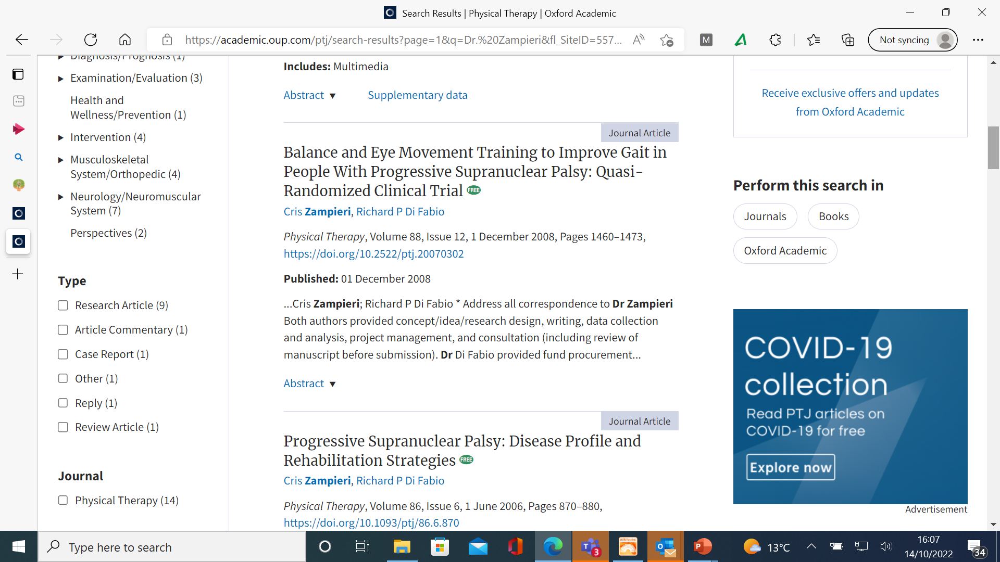 Search Results | Physical Therapy | Oxford Academic
https://academic.oup.com/ptj/search-results?page=1&q=Dr.%20Zampieri&fl_SiteID=557...
A
M
Not syncing
Diagnosis/Prognosis (1)
Examination/Evaluation (3)
Health and
Wellness/Prevention (1)
Intervention (4)
Musculoskeletal
System/Orthopedic (4)
Neurology/Neuromuscular
System (7)
Perspectives (2)
Type
Research Article (9)
Article Commentary (1)
Case Report (1)
Other (1)
Reply (1)
Review Article (1)
Journal
Physical Therapy (14)
Includes: Multimedia
Abstract ▼ Supplementary data
Journal Article
Balance and Eye Movement Training to Improve Gait in
People With Progressive Supranuclear Palsy: Quasi-
Randomized Clinical Trial FREE
Cris Zampieri, Richard P Di Fabio
Physical Therapy, Volume 88, Issue 12, 1 December 2008, Pages 1460–1473,
https://doi.org/10.2522/ptj.20070302
Published: 01 December 2008
...Cris Zampieri; Richard P Di Fabio * Address all correspondence to Dr Zampieri
Both authors provided concept/idea/research design, writing, data collection
and analysis, project management, and consultation (including review of
manuscript before submission). Dr Di Fabio provided fund procurement...
Abstract ▼
Journal Article
Progressive Supranuclear Palsy: Disease Profile and
Rehabilitation Strategies FREE
Cris Zampieri, Richard P Di Fabio
Physical Therapy, Volume 86, Issue 6, 1 June 2006, Pages 870–880,
https://doi.org/10.1093/ptj/86.6.870
Receive exclusive offers and updates
from Oxford Academic
Perform this search in
Journals Books
Oxford Academic
COVID-19
collection
Read PTJ articles on
COVID-19 for free
Explore now
Advertisement
Type here to search
T
3
O
P
13°C
16:07
14/10/2022
34